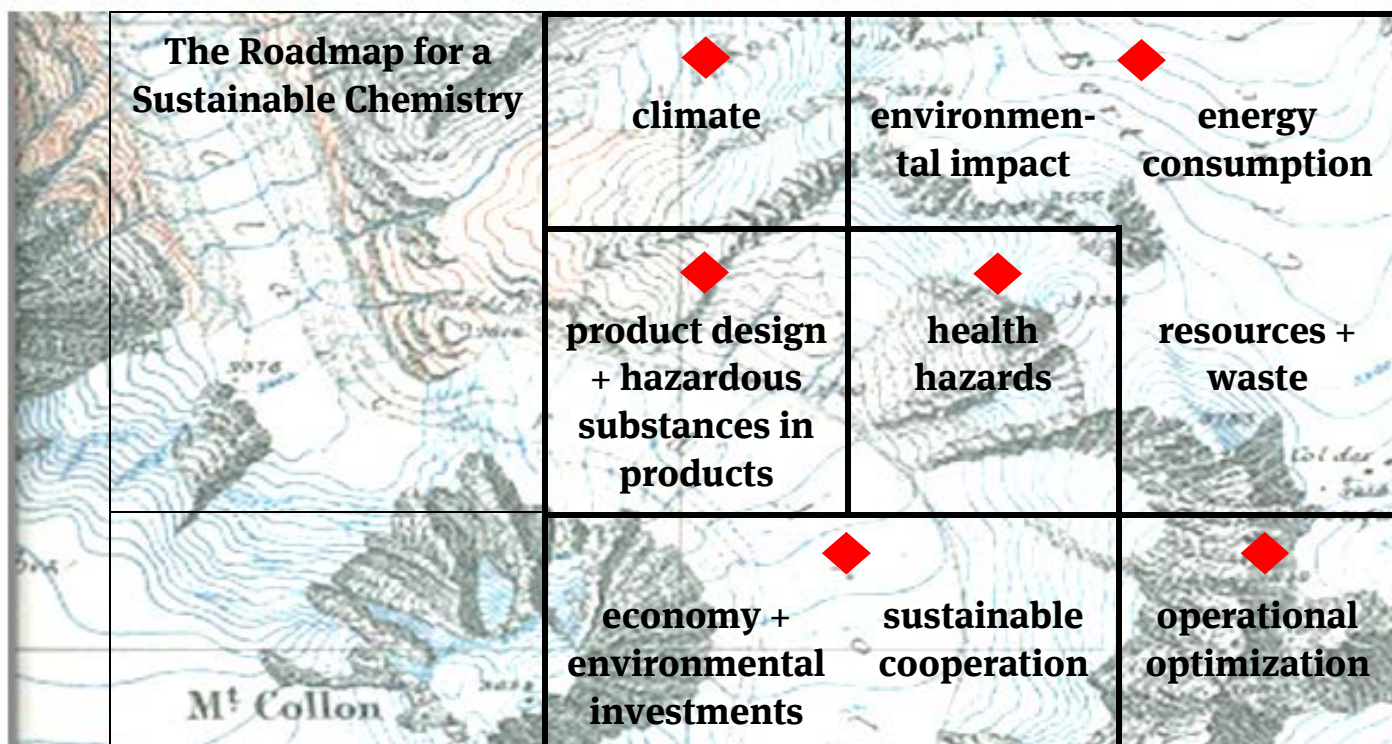 The Roadmap for a
Sustainable Chemistry
climate
environmen-
tal impact
energy
consumption
product design
+ hazardous
substances in
products
health
hazards
resources +
waste
economy +
environmental
investments
sustainable
cooperation
operational
optimization
Mt Collon